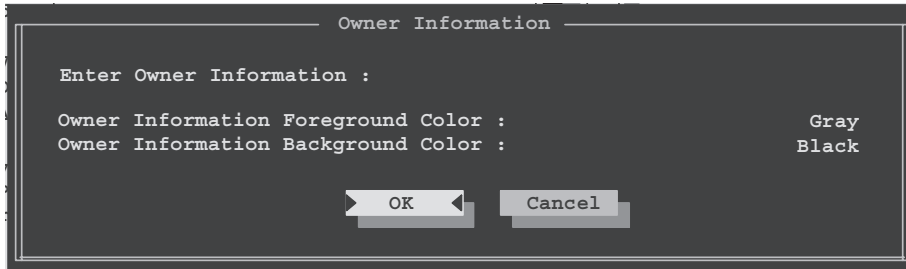 Owner Information
Enter Owner Information :
Owner Information Foreground Color : Gray
Owner Information Background Color : Black
OK Cancel